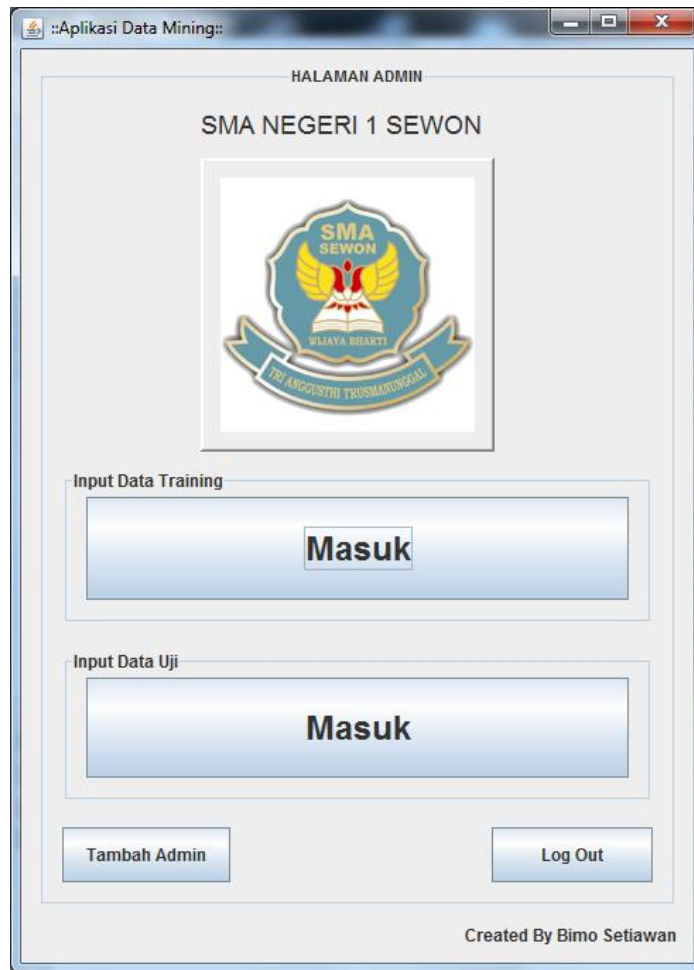 ::Aplikasi Data Mining::
HALAMAN ADMIN
SMA NEGERI 1 SEWON
SMA
SEWON
WIJAYA BHAKTI
TRI ANGGUSTHI TRUSMANUNGGAL
Input Data Training
Masuk
Input Data Uji
Masuk
Tambah Admin
Log Out
Created By Bimo Setiawan